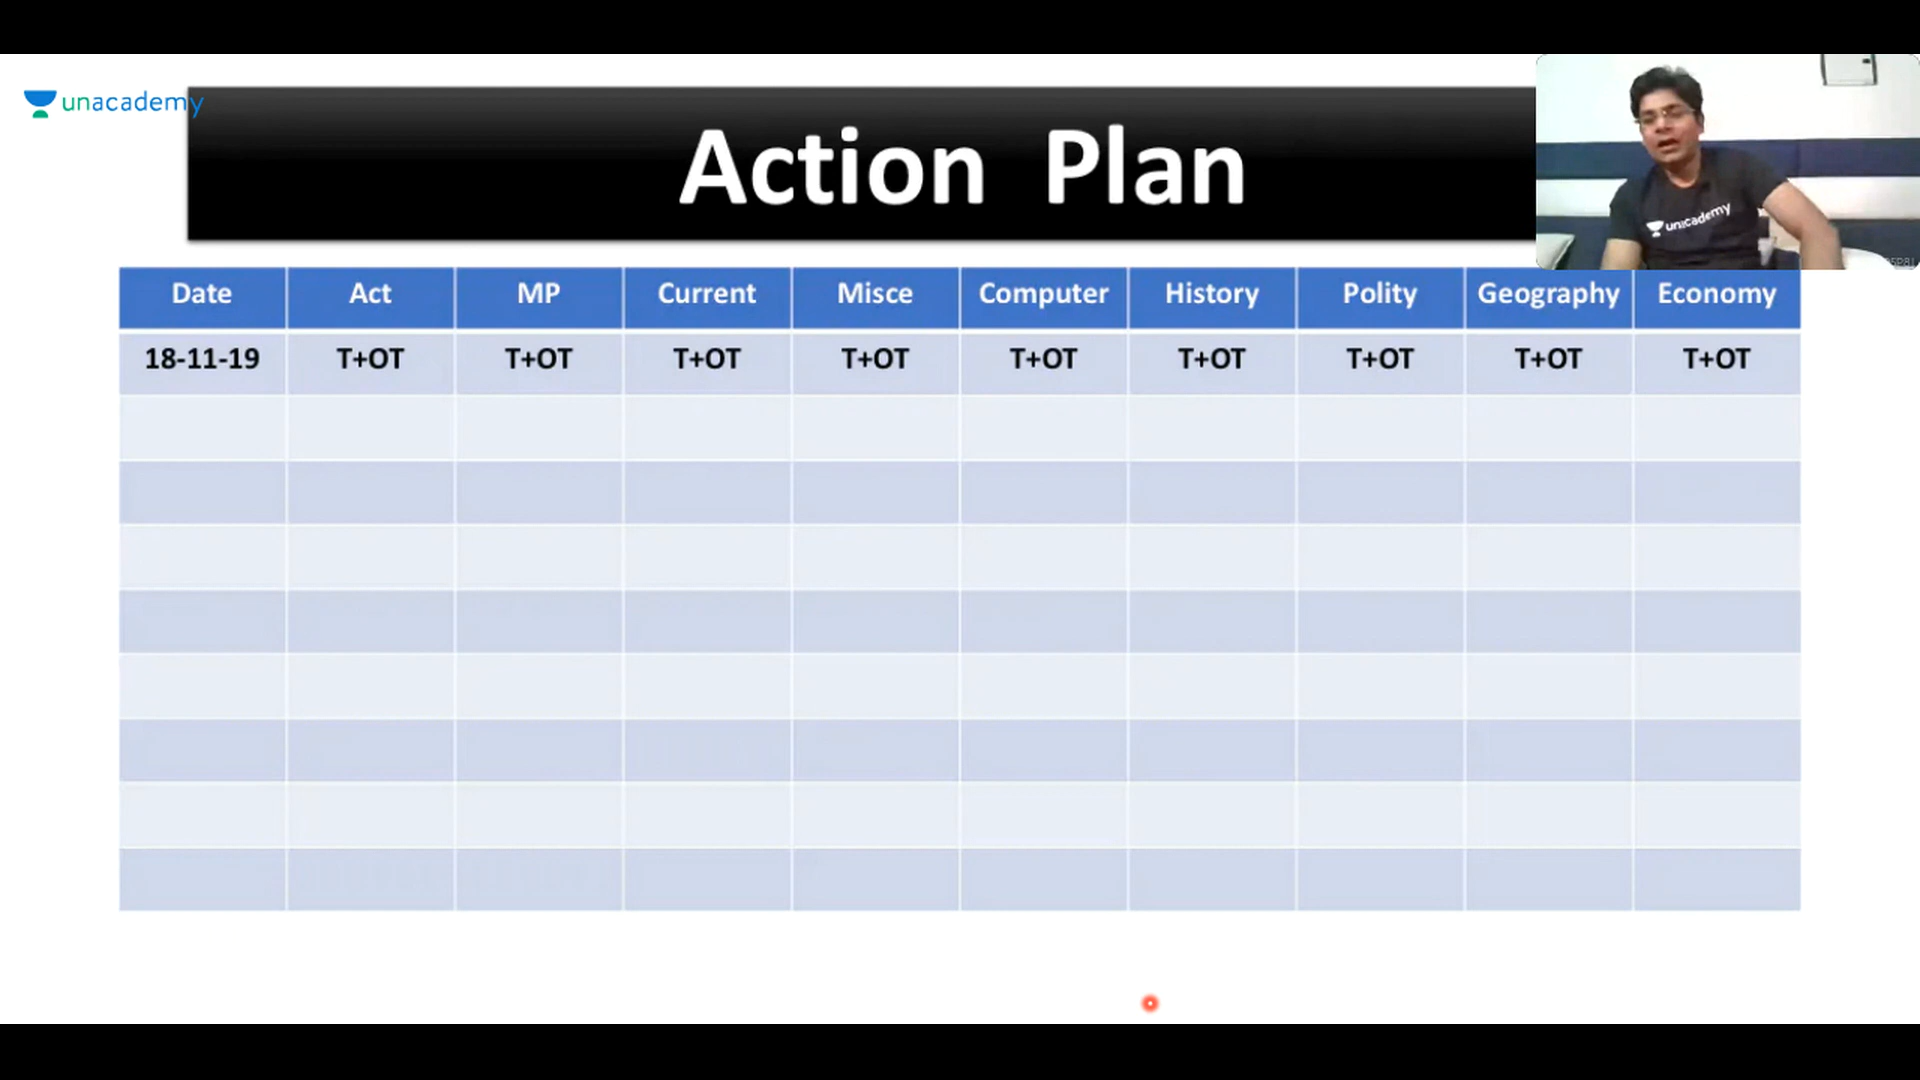 unacademy
Action Plan
unacademy
Date Act MP Current Misce Computer History Polity Geography Economy
18-11-19 T+OT T+OT T+OT T+OT T+OT T+OT T+OT T+OT T+OT